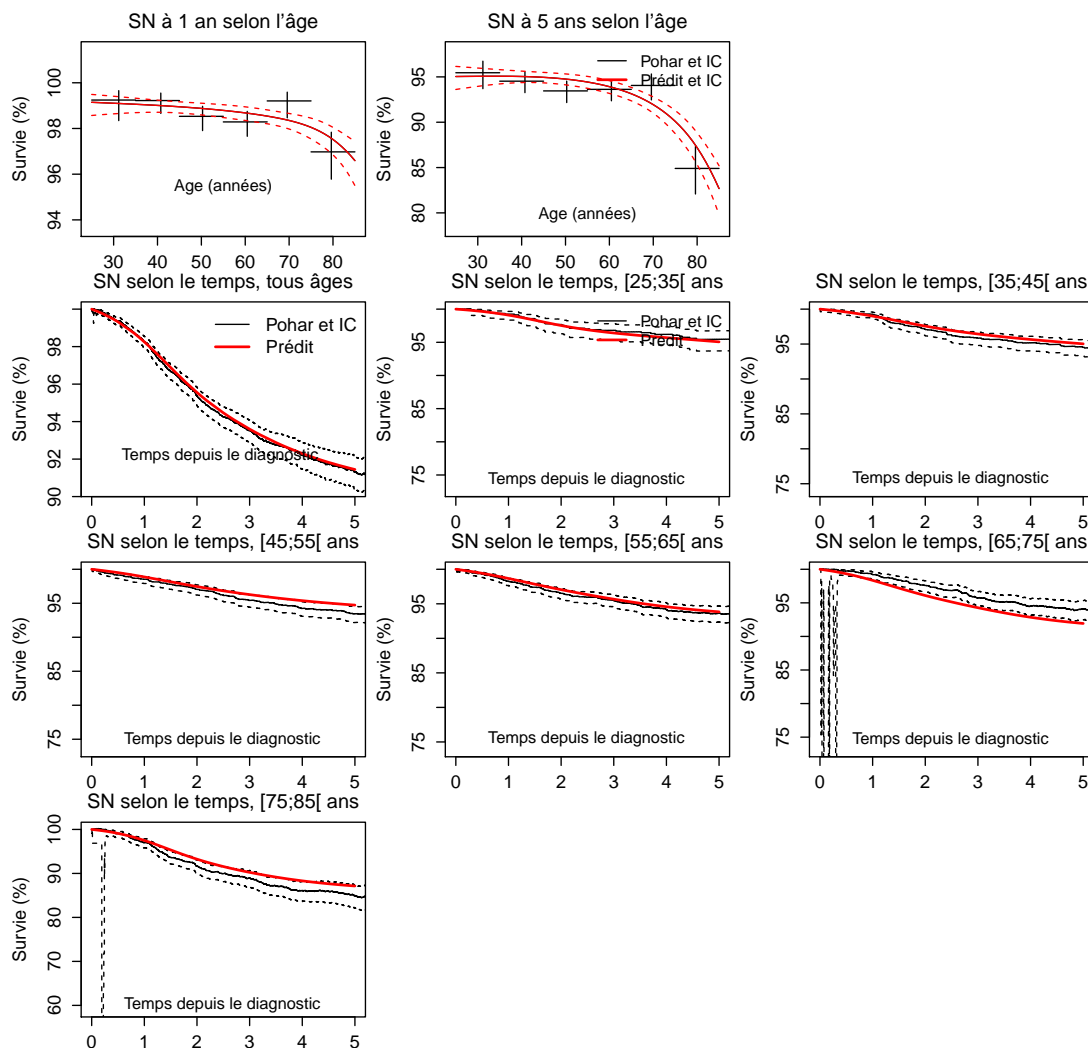 SN à 1 an selon l'âge
Survie (%)
94 96 98 100
Age (années)
30 40 50 60 70 80
SN à 5 ans selon l'âge
Survie (%)
80 85 90 95
Pohar et IC
Prédit et IC
Age (années)
30 40 50 60 70 80
SN selon le temps, tous âges
Survie (%)
90 92 94 96 98
Pohar et IC
Prédit
Temps depuis le diagnostic
0 1 2 3 4 5
SN selon le temps, [25;35[ ans
Survie (%)
75 85 95
Pohar et IC
Prédit
Temps depuis le diagnostic
0 1 2 3 4 5
SN selon le temps, [35;45[ ans
Survie (%)
75 85 95
Temps depuis le diagnostic
0 1 2 3 4 5
SN selon le temps, [45;55[ ans
Survie (%)
75 85 95
Temps depuis le diagnostic
0 1 2 3 4 5
SN selon le temps, [55;65[ ans
Survie (%)
75 85 95
Temps depuis le diagnostic
0 1 2 3 4 5
SN selon le temps, [65;75[ ans
Survie (%)
75 85 95
Temps depuis le diagnostic
0 1 2 3 4 5
SN selon le temps, [75;85[ ans
Survie (%)
60 70 80 90 100
Temps depuis le diagnostic
0 1 2 3 4 5